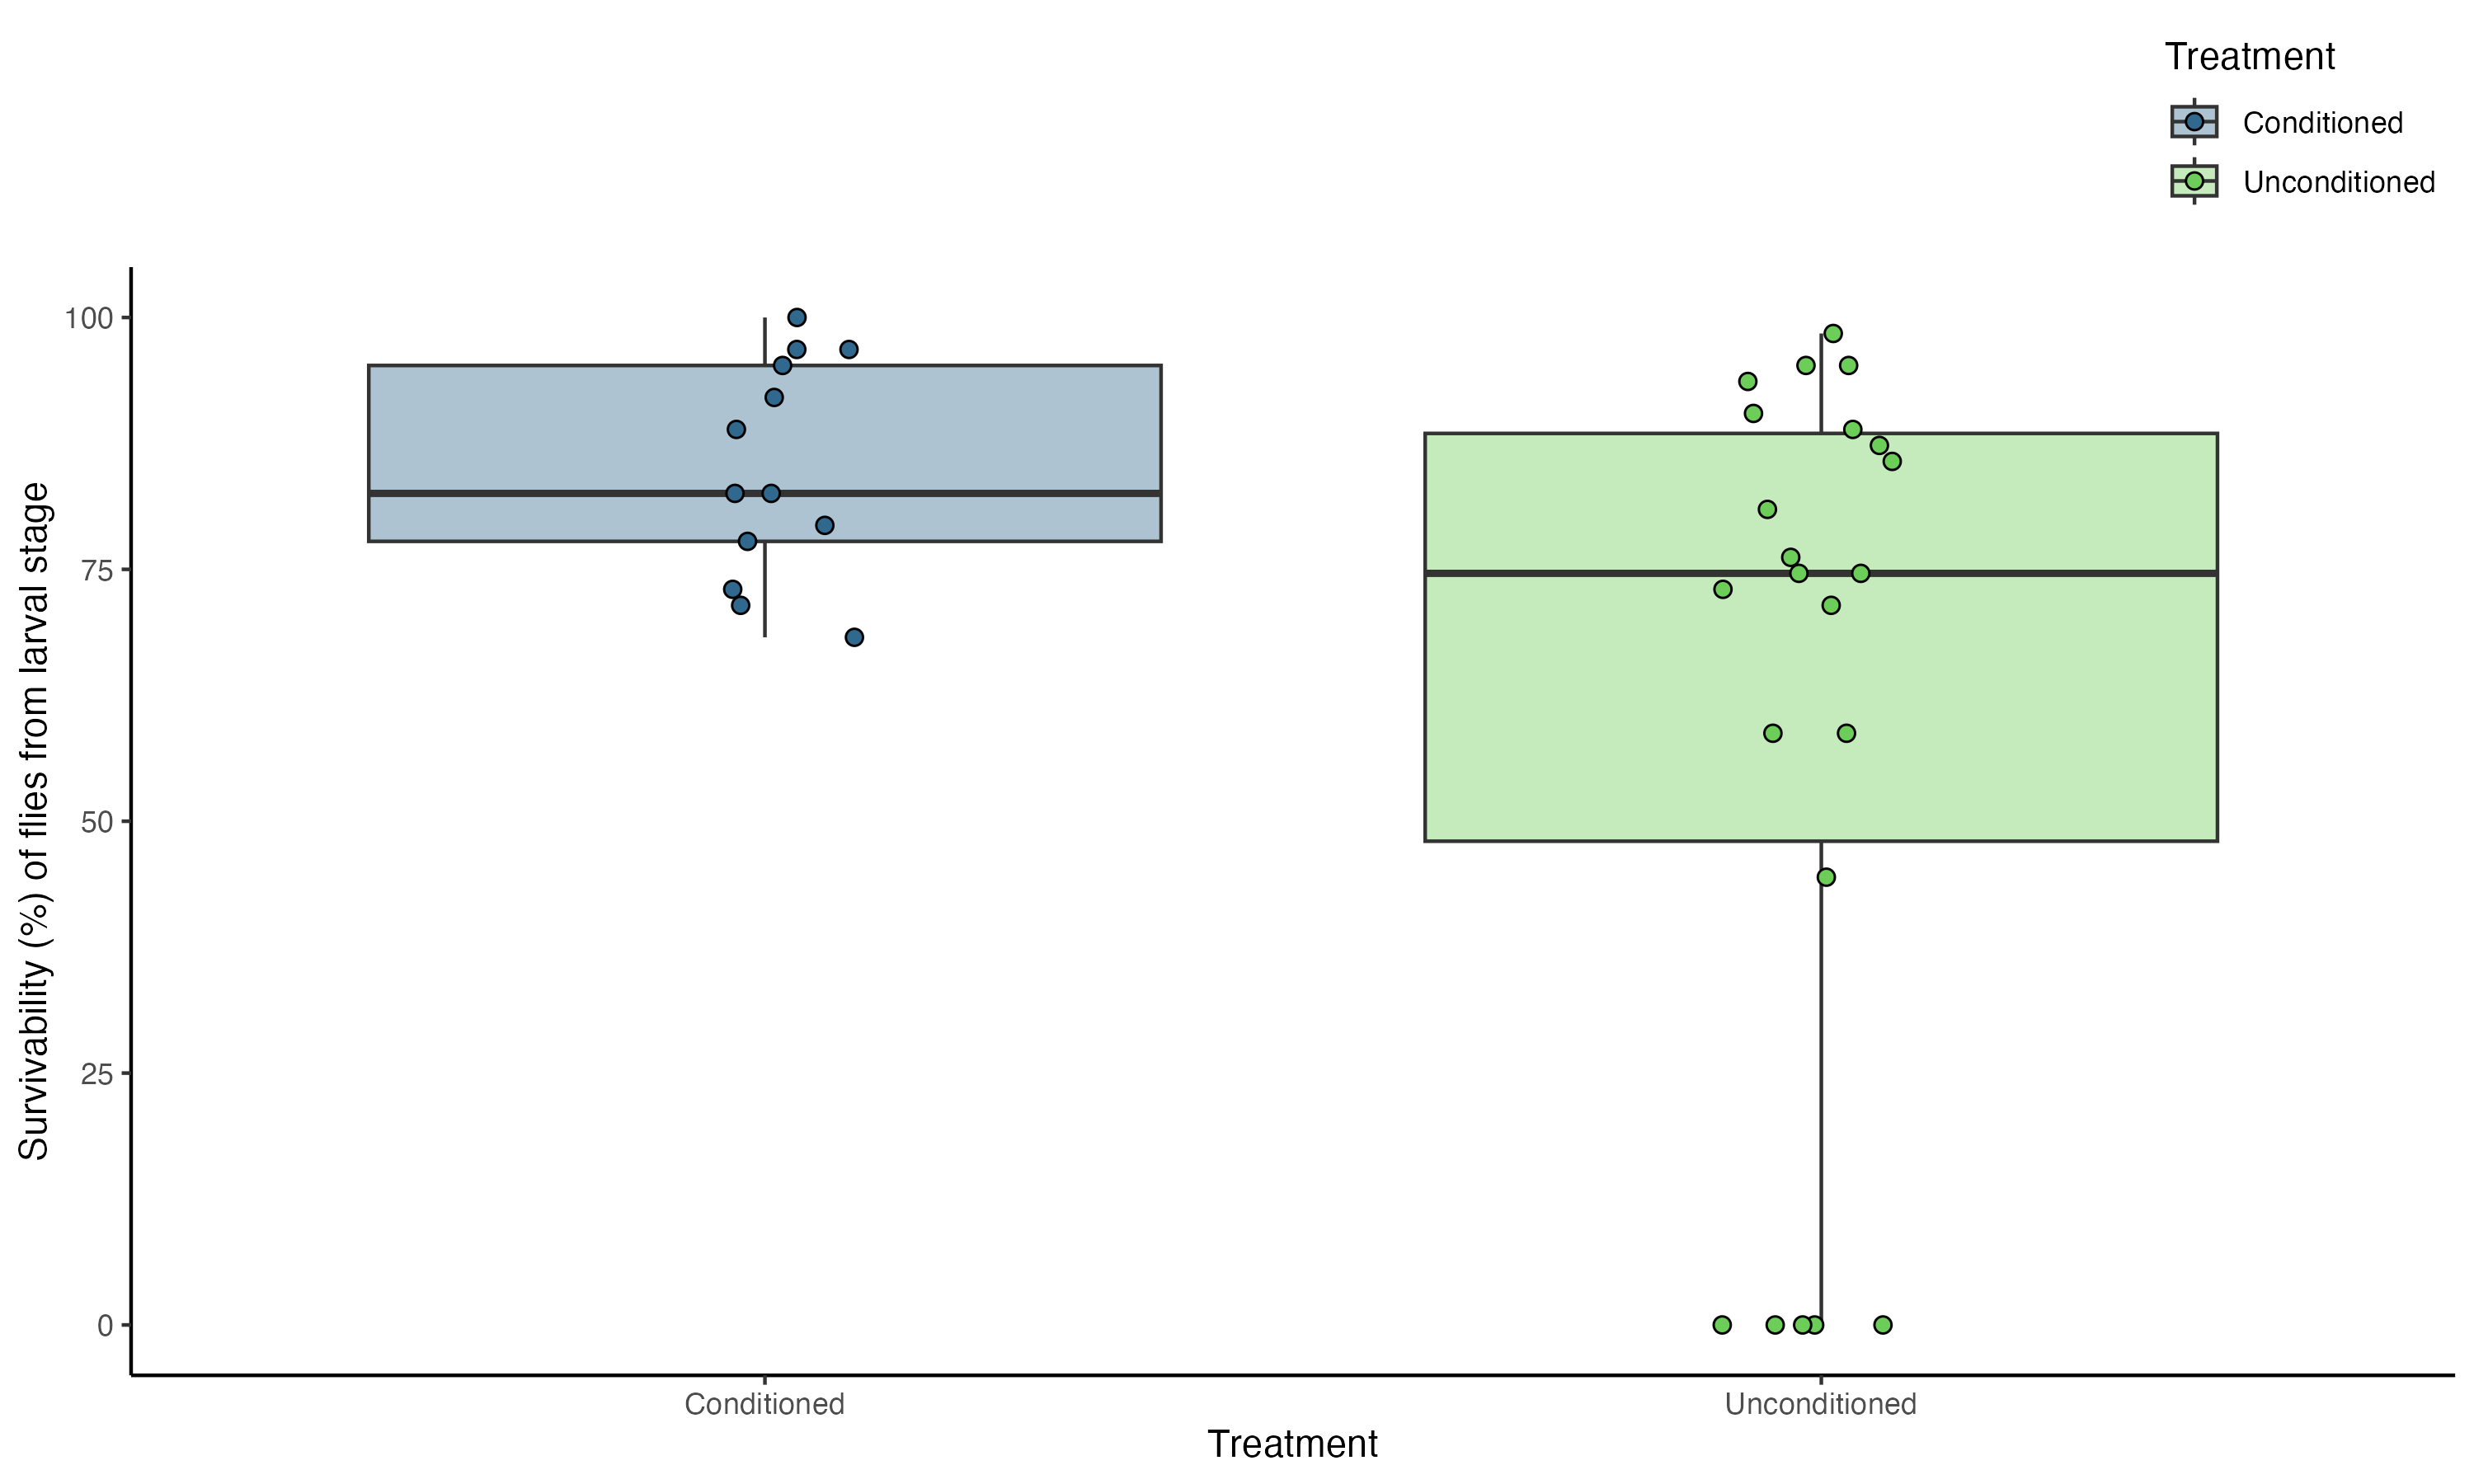 Treatment
Conditioned
Unconditioned
Survivability (%) of flies from larval stage
100
75
50
25
0
Conditioned
Unconditioned
Treatment